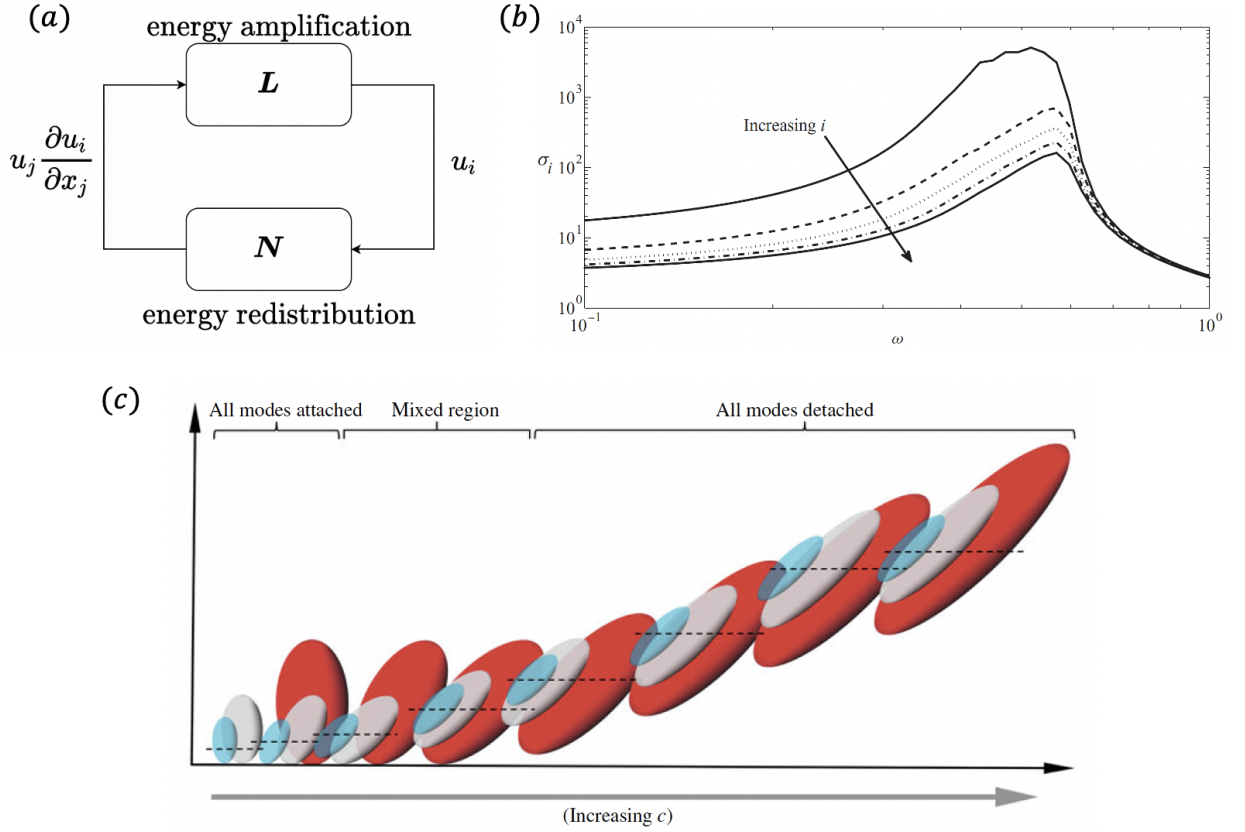 (a)
energy amplification
L
u_j ∂u_i/∂x_j
u_i
N
energy redistribution
(b)
10^4
10^3
σ_i 10^2
10^1
10^0
Increasing i
10^-1
10^0
ω
(c)
All modes attached
Mixed region
All modes detached
(Increasing c)